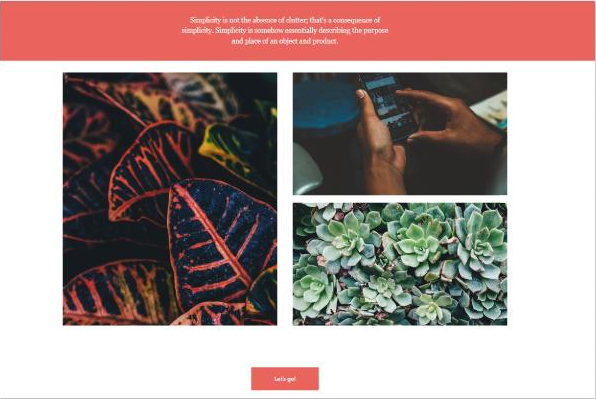 Simplicity is not the absence of clutter; that's a consequence of
simplicity. Simplicity is somehow essentially describing the purpose
and place of an object and product.
Let's go!